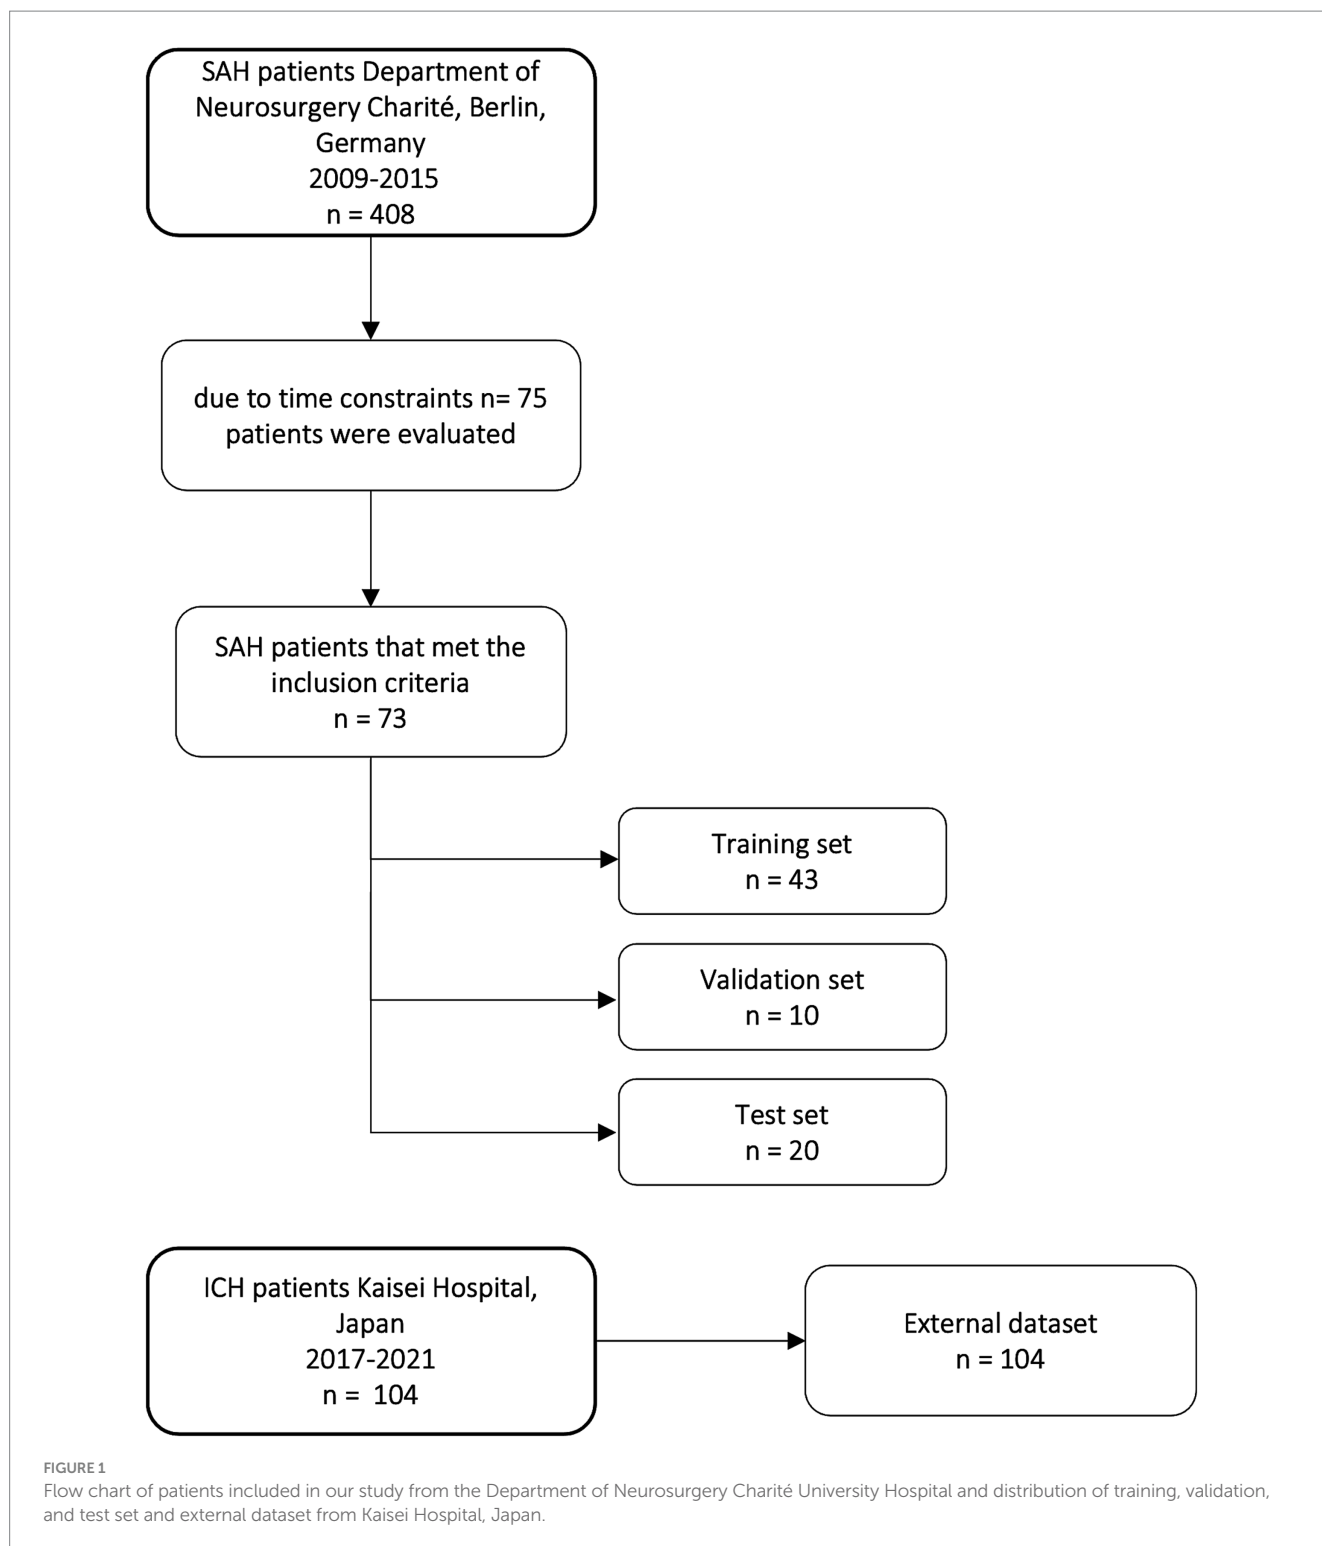 SAH patients Department of
Neurosurgery Charité, Berlin,
Germany
2009-2015
n = 408
due to time constraints n= 75
patients were evaluated
SAH patients that met the
inclusion criteria
n = 73
Training set
n = 43
Validation set
n = 10
Test set
n = 20
ICH patients Kaisei Hospital,
Japan
2017-2021
n =  104
External dataset
n = 104
FIGURE 1
Flow chart of patients included in our study from the Department of Neurosurgery Charité University Hospital and distribution of training, validation,
and test set and external dataset from Kaisei Hospital, Japan.